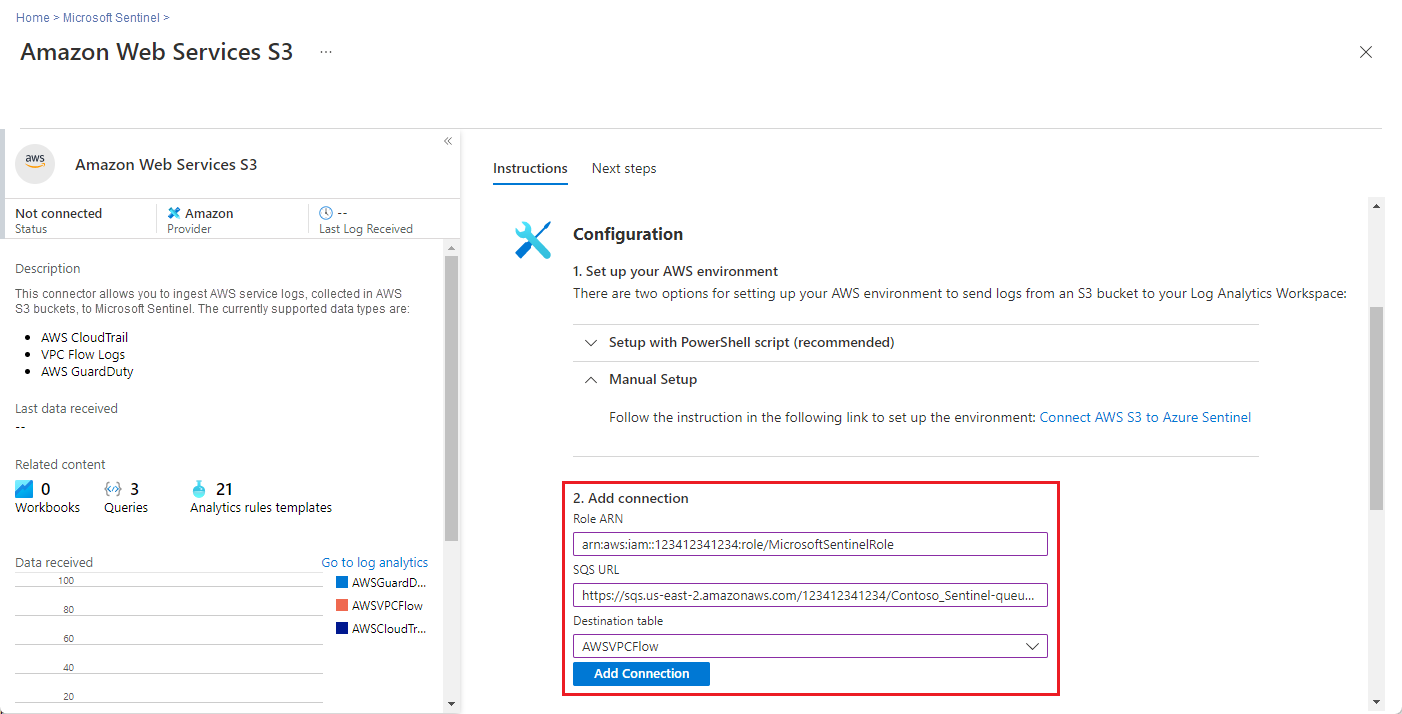 Home > Microsoft Sentinel >
Amazon Web Services S3 ...
aws
Amazon Web Services S3
Not connected
Status
Amazon
Provider
--
Last Log Received
Description
This connector allows you to ingest AWS service logs, collected in AWS
S3 buckets, to Microsoft Sentinel. The currently supported data types are:
• AWS CloudTrail
• VPC Flow Logs
• AWS GuardDuty
Last data received
--
Related content
0
Workbooks
3
Queries
21
Analytics rules templates
Data received
Go to log analytics
100
80
60
40
20
AWSGuardD...
AWSVPCFlow
AWSCloudTr...
Instructions
Next steps
Configuration
1. Set up your AWS environment
There are two options for setting up your AWS environment to send logs from an S3 bucket to your Log Analytics Workspace:
Setup with PowerShell script (recommended)
Manual Setup
Follow the instruction in the following link to set up the environment: Connect AWS S3 to Azure Sentinel
2. Add connection
Role ARN
arn:aws:iam::123412341234:role/MicrosoftSentinelRole
SQS URL
https://sqs.us-east-2.amazonaws.com/123412341234/Contoso_Sentinel-queu...
Destination table
AWSVPCFlow
Add Connection